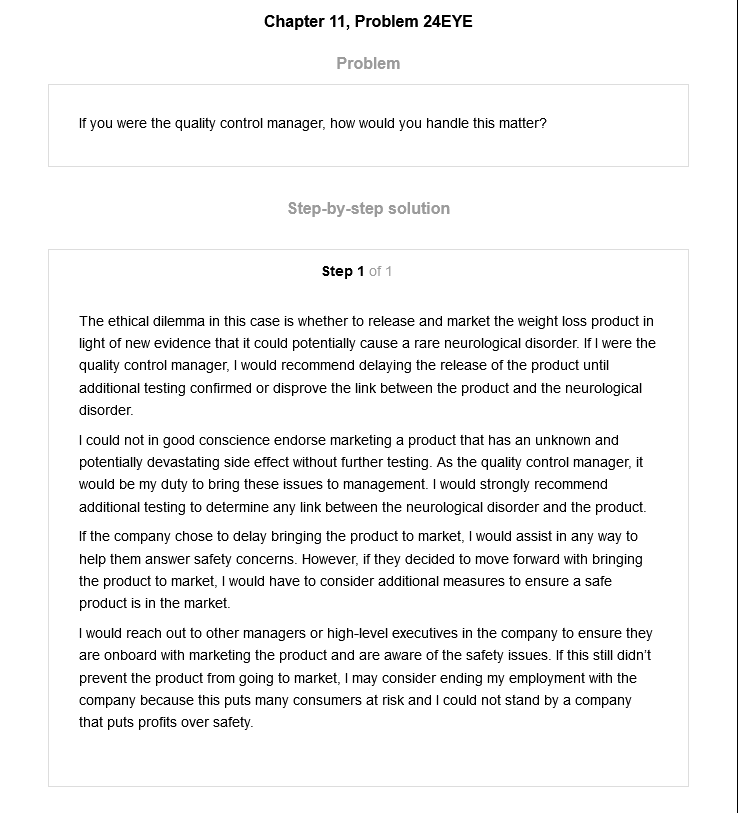 Chapter 11, Problem 24EYE
Problem
If you were the quality control manager, how would you handle this matter?
Step-by-step solution
Step 1 of 1
The ethical dilemma in this case is whether to release and market the weight loss product in
light of new evidence that it could potentially cause a rare neurological disorder. If I were the
quality control manager, I would recommend delaying the release of the product until
additional testing confirmed or disprove the link between the product and the neurological
disorder.
I could not in good conscience endorse marketing a product that has an unknown and
potentially devastating side effect without further testing. As the quality control manager, it
would be my duty to bring these issues to management. I would strongly recommend
additional testing to determine any link between the neurological disorder and the product.
If the company chose to delay bringing the product to market, I would assist in any way to
help them answer safety concerns. However, if they decided to move forward with bringing
the product to market, I would have to consider additional measures to ensure a safe
product is in the market.
I would reach out to other managers or high-level executives in the company to ensure they
are onboard with marketing the product and are aware of the safety issues. If this still didn't
prevent the product from going to market, I may consider ending my employment with the
company because this puts many consumers at risk and I could not stand by a company
that puts profits over safety.